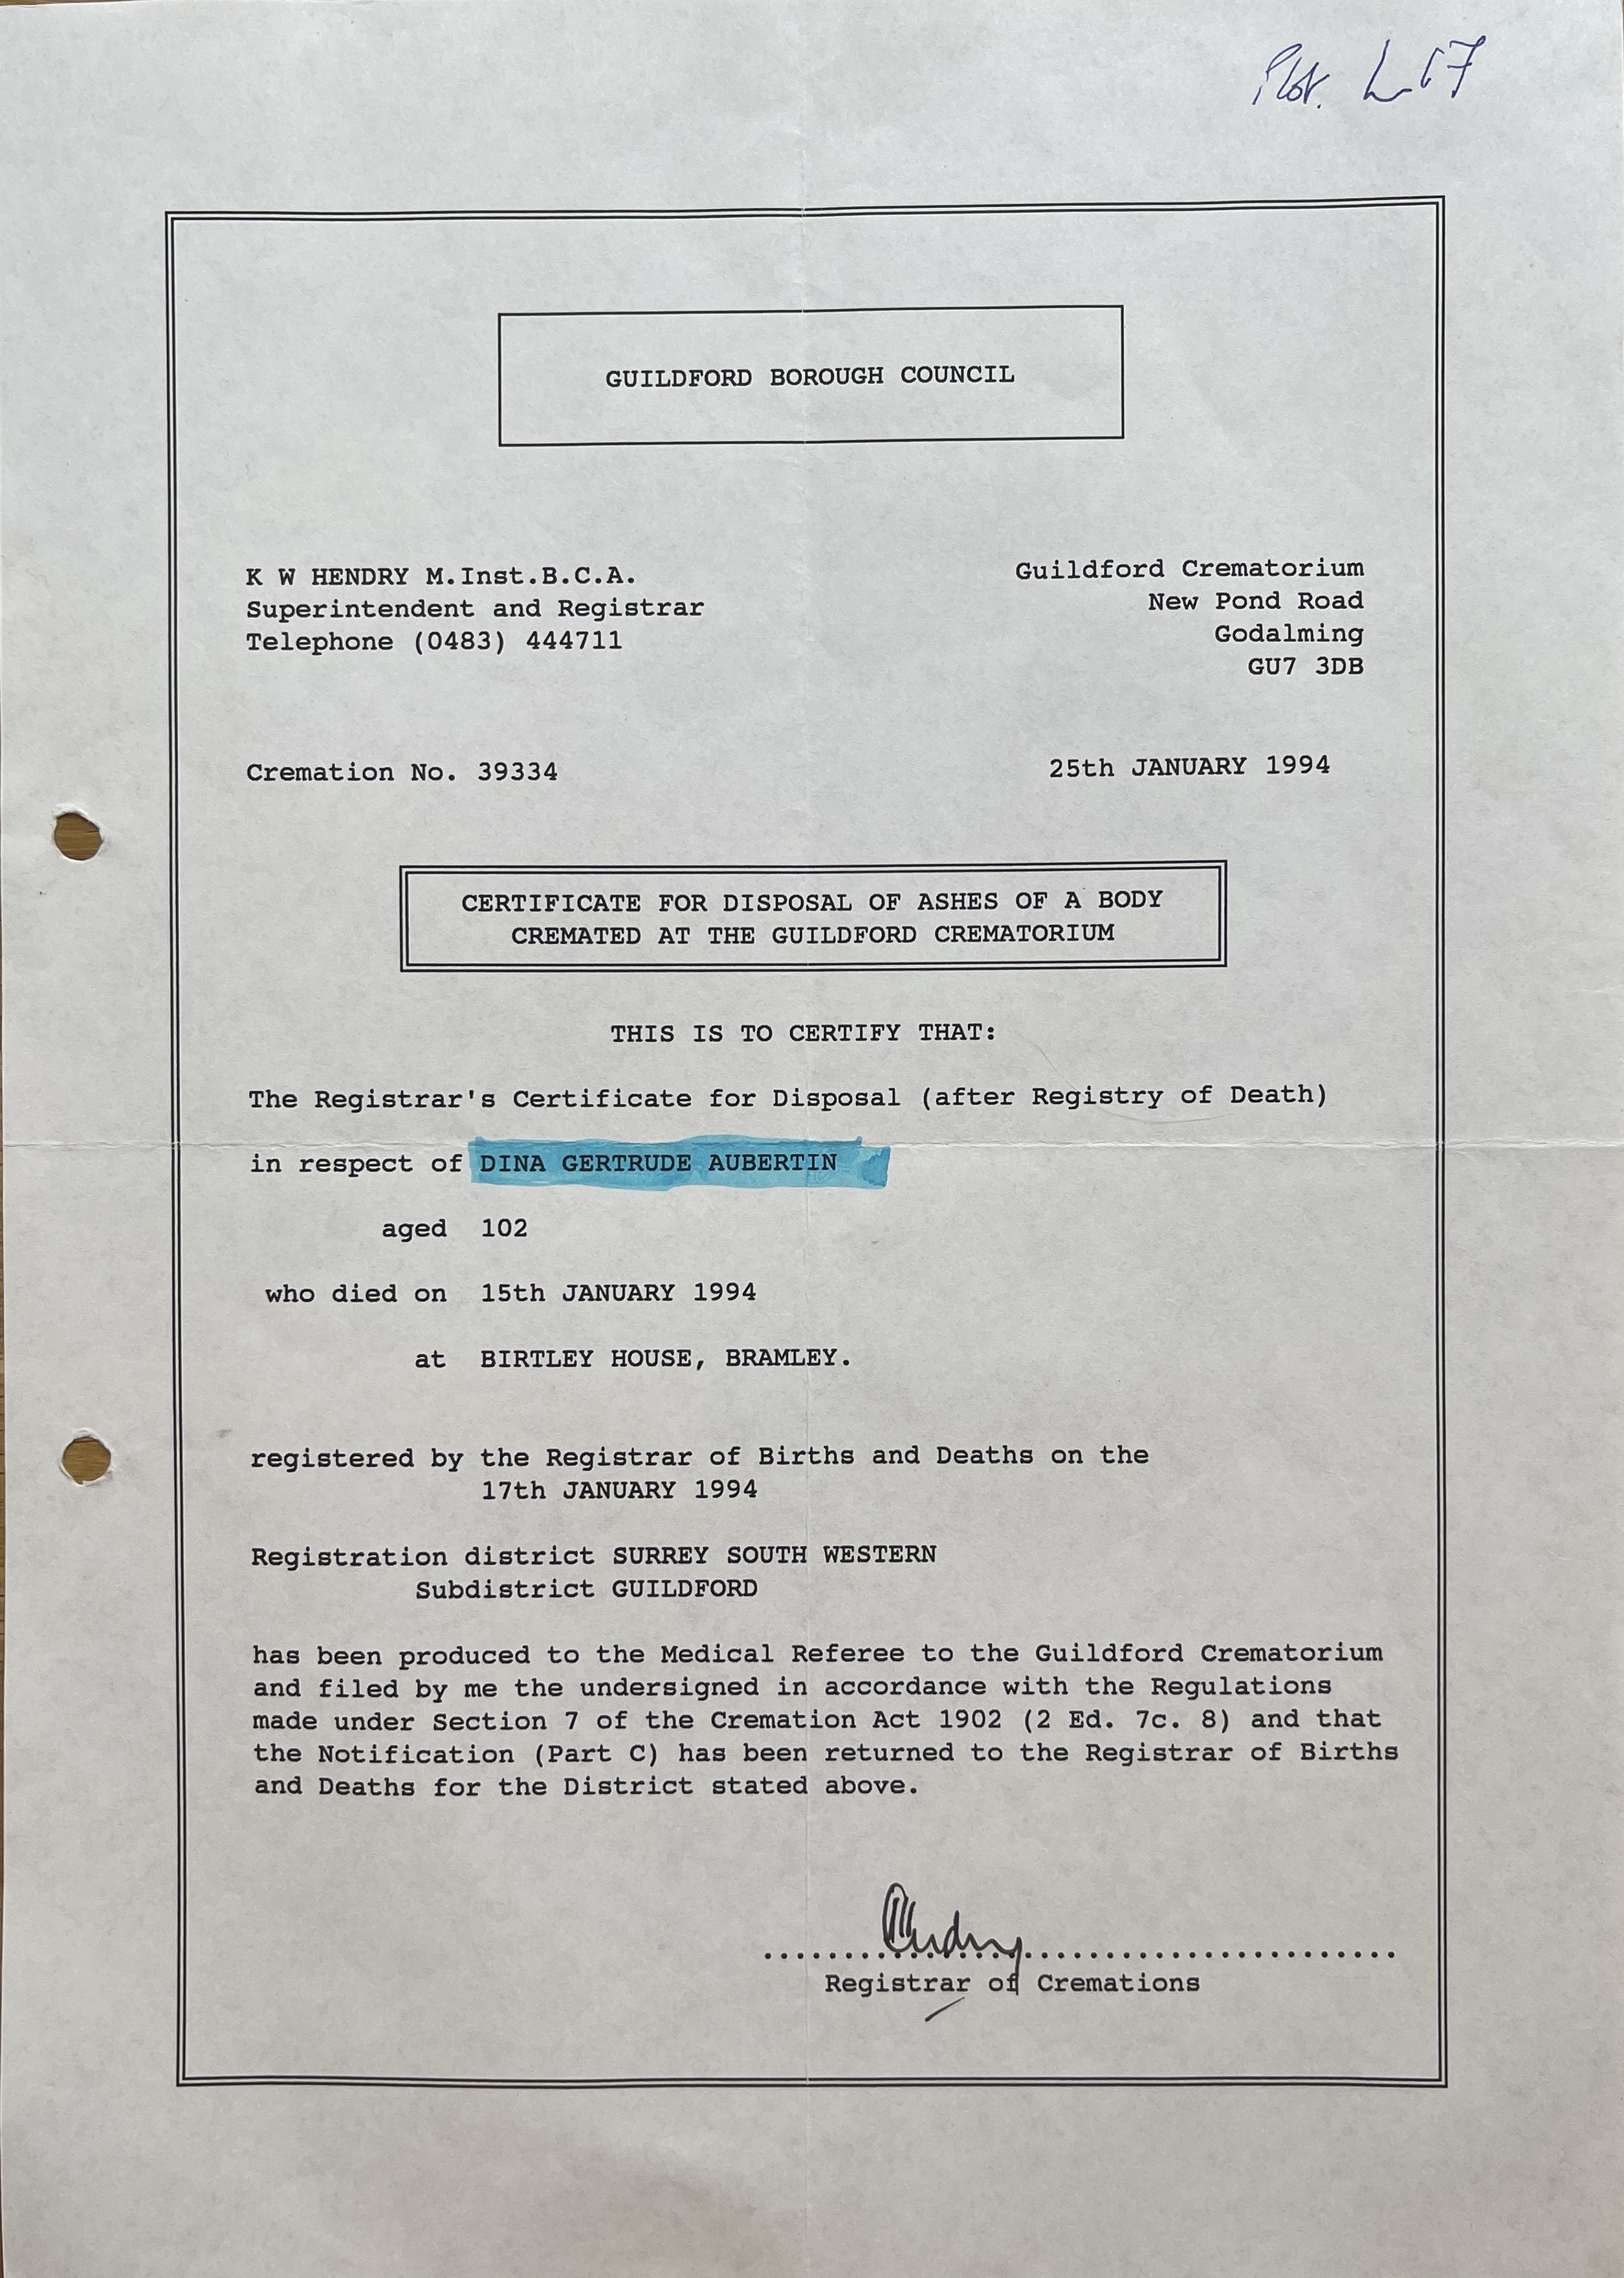 Plot. L 67
GUILDFORD BOROUGH COUNCIL
K W HENDRY M.Inst.B.C.A.
Superintendent and Registrar
Telephone (0483) 444711
Guildford Crematorium
New Pond Road
Godalming
GU7 3DB
Cremation No. 39334
25th JANUARY 1994
CERTIFICATE FOR DISPOSAL OF ASHES OF A BODY
CREMATED AT THE GUILDFORD CREMATORIUM
THIS IS TO CERTIFY THAT:
The Registrar's Certificate for Disposal (after Registry of Death)
in respect of DINA GERTRUDE AUBERTIN
aged 102
who died on 15th JANUARY 1994
at BIRTLEY HOUSE, BRAMLEY.
registered by the Registrar of Births and Deaths on the
17th JANUARY 1994
Registration district SURREY SOUTH WESTERN
Subdistrict GUILDFORD
has been produced to the Medical Referee to the Guildford Crematorium
and filed by me the undersigned in accordance with the Regulations
made under Section 7 of the Cremation Act 1902 (2 Ed. 7c. 8) and that
the Notification (Part C) has been returned to the Registrar of Births
and Deaths for the District stated above.
Registrar of Cremations